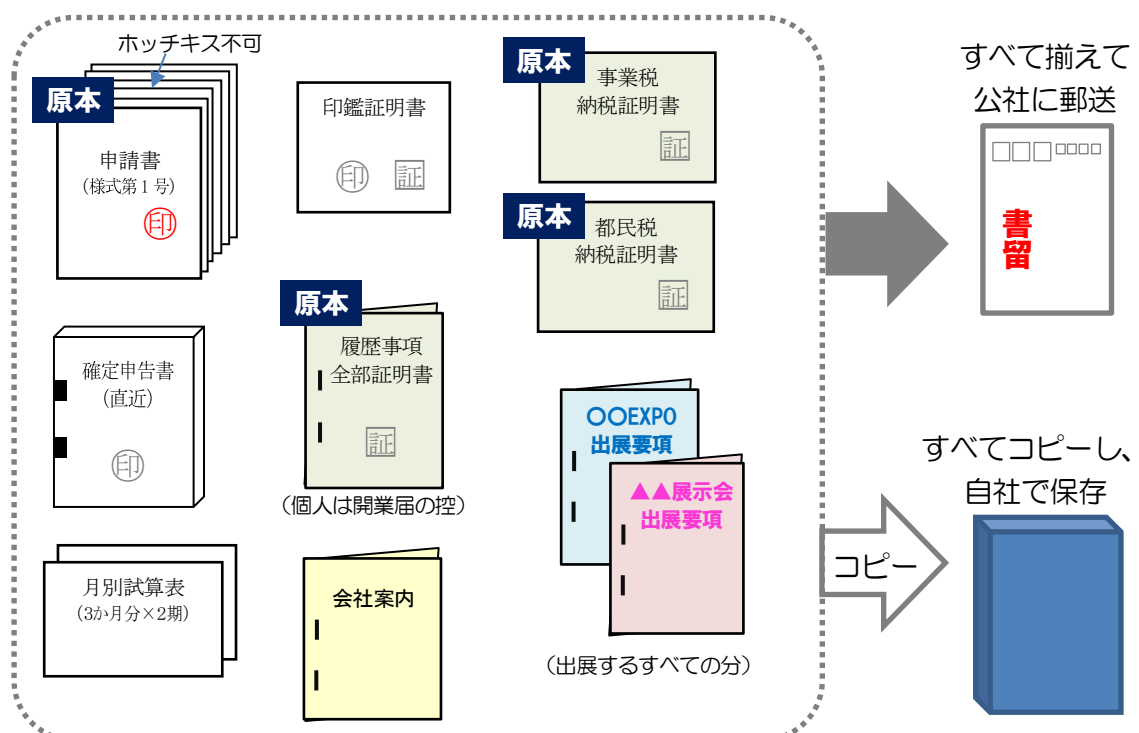 ホッチキス不可
原本
申請書
(様式第1号)
印
印鑑証明書
印 証
原本
事業税
納税証明書
証
原本
都民税
納税証明書
証
確定申告書
(直近)
印
原本
履歴事項
全部証明書
証
(個人は開業届の控)
〇〇EXPO
出展要項
▲▲展示会
出展要項
(出展するすべての分)
月別試算表
(3か月分×2期)
会社案内
すべて揃えて
公社に郵送
書留
コピー
すべてコピーし、
自社で保存